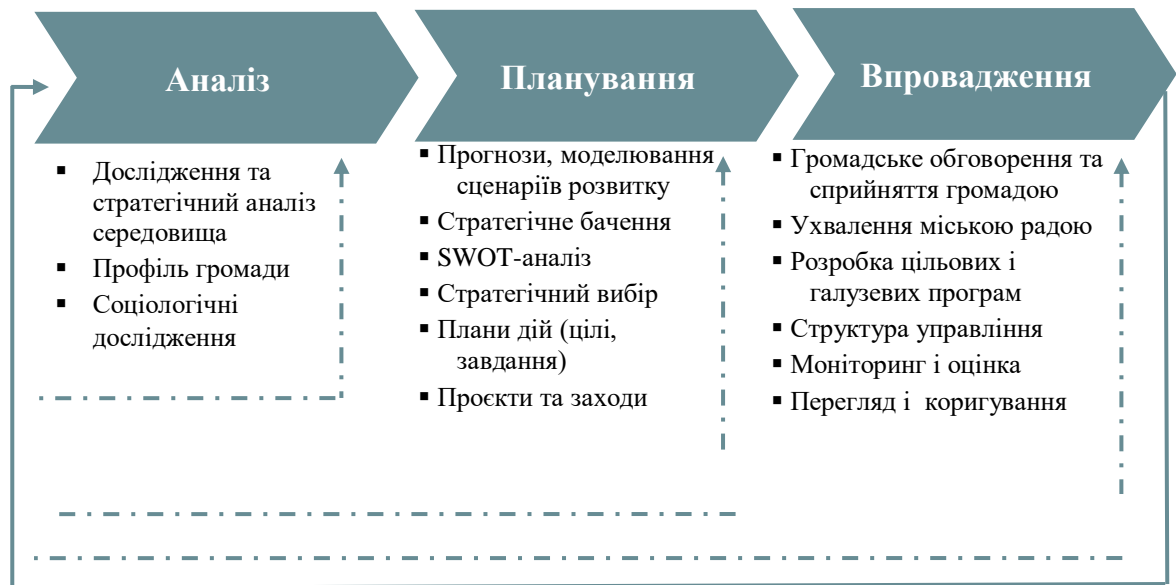 Аналіз
Планування
Впровадження
▪ Дослідження та
стратегічний аналіз
середовища
▪ Профіль громади
▪ Соціологічні
дослідження
▪ Прогнози, моделювання
сценаріїв розвитку
▪ Стратегічне бачення
▪ SWOT-аналіз
▪ Стратегічний вибір
▪ Плани дій (цілі,
завдання)
▪ Проєкти та заходи
▪ Громадське обговорення та
сприйняття громадою
▪ Ухвалення міською радою
▪ Розробка цільових і
галузевих програм
▪ Структура управління
▪ Моніторинг і оцінка
▪ Перегляд і  коригування